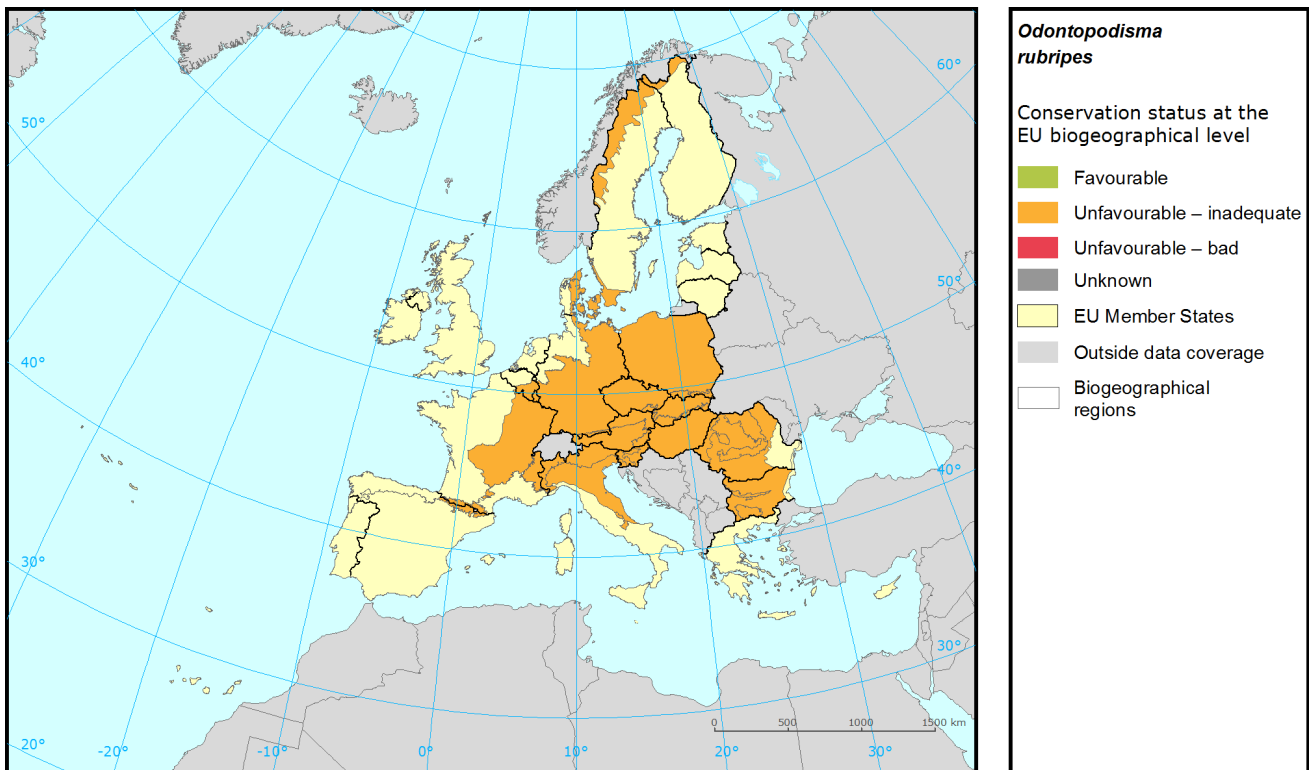 Odontopodisma
rubripes
Conservation status at the
EU biogeographical level
Favourable
Unfavourable – inadequate
Unfavourable – bad
Unknown
EU Member States
Outside data coverage
Biogeographical
regions
60°
50°
50°
40°
40°
30°
30°
20°
-20°
-10°
0°
10°
20°
30°
0 500 1000 1500 km